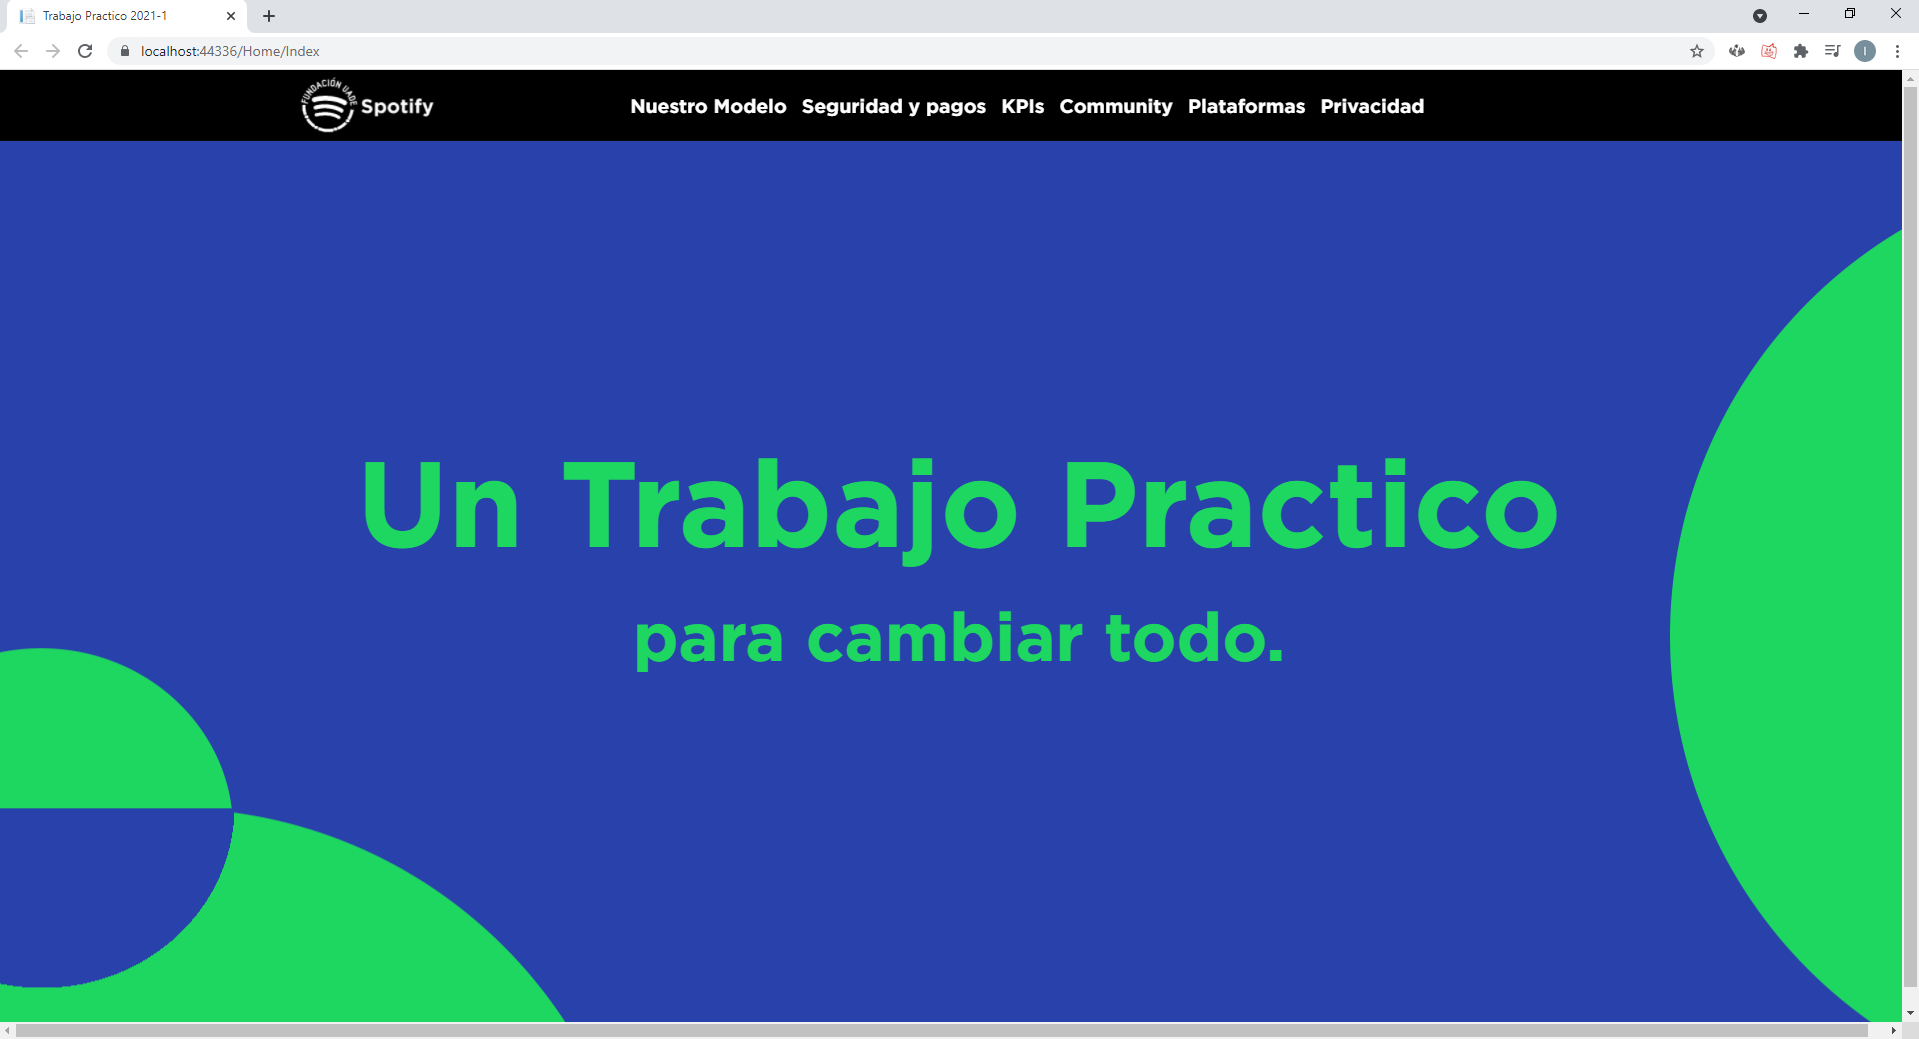 Trabajo Practico 2021-1
localhost:44336/Home/Index
I
FUNDACIÓN UADE
Spotify
Nuestro Modelo Seguridad y pagos KPIs Community Plataformas Privacidad
Un Trabajo Practico
para cambiar todo.